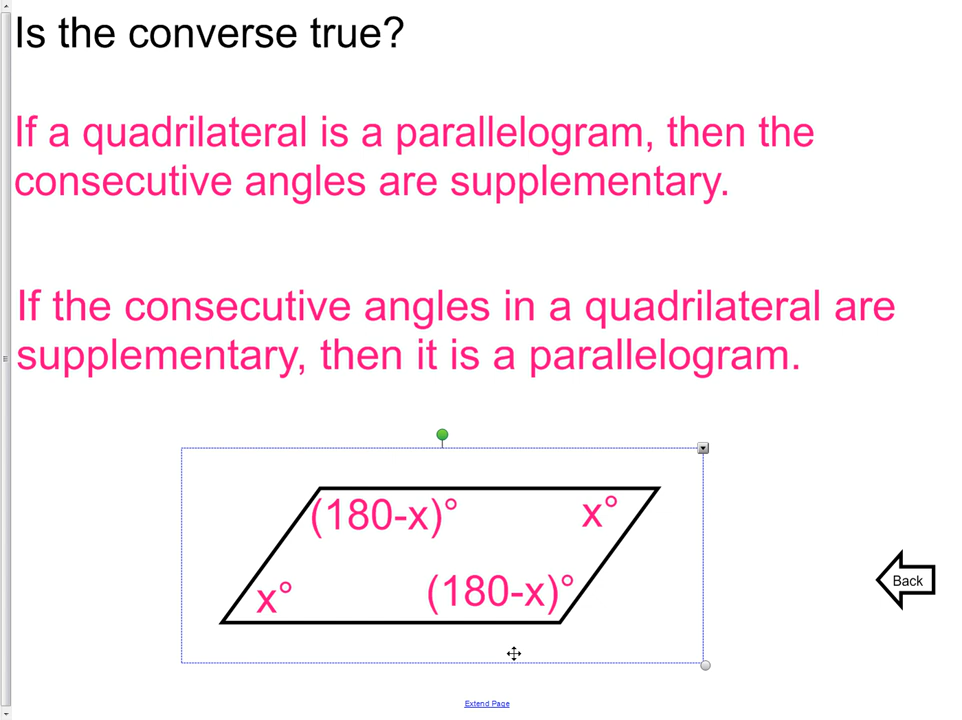 Is the converse true?
If a quadrilateral is a parallelogram, then the
consecutive angles are supplementary.
If the consecutive angles in a quadrilateral are
supplementary, then it is a parallelogram.
(180-x)° x°
x° (180-x)°
Back
Extend Page